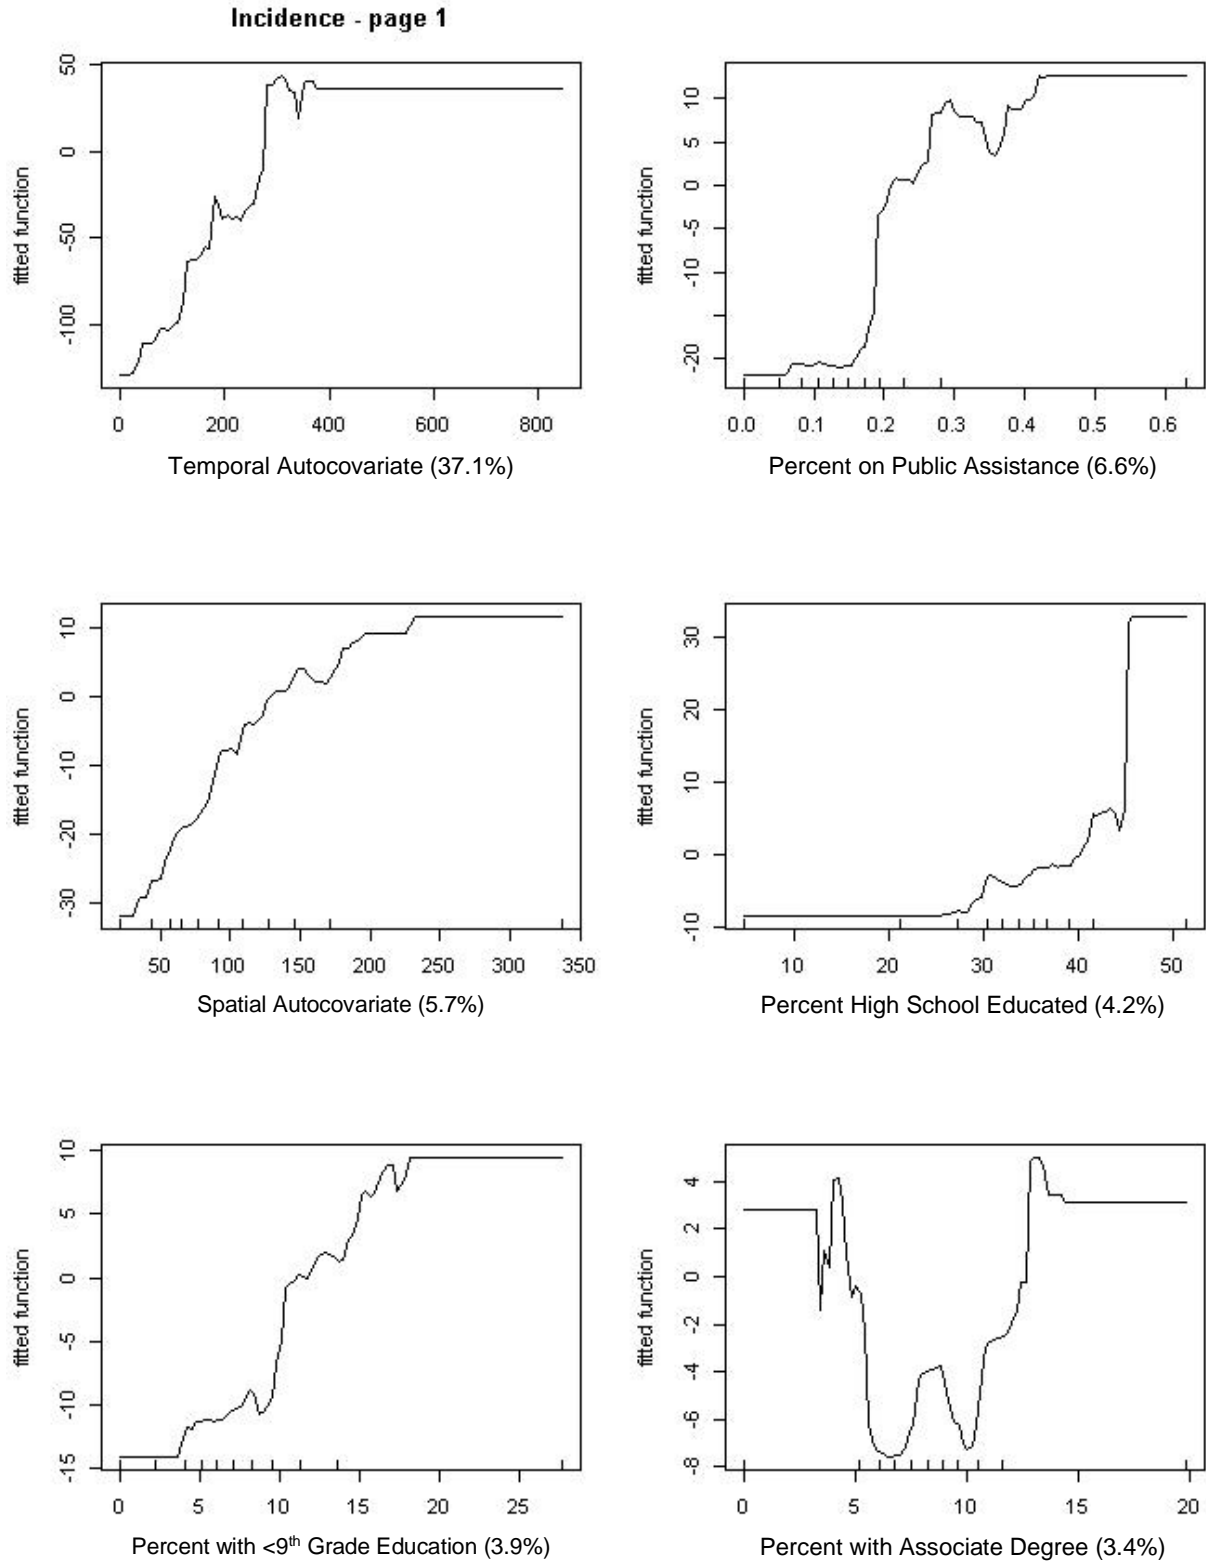 Incidence - page 1
fitted function
50
0
-50
-100
0 200 400 600 800
Temporal Autocovariate (37.1%)
fitted function
10
5
0
-5
-10
-20
0.0 0.1 0.2 0.3 0.4 0.5 0.6
Percent on Public Assistance (6.6%)
fitted function
10
0
-10
-20
-30
50 100 150 200 250 300 350
Spatial Autocovariate (5.7%)
fitted function
30
20
10
0
-10
10 20 30 40 50
Percent High School Educated (4.2%)
fitted function
10
5
0
-5
-10
-15
0 5 10 15 20 25
Percent with <9th Grade Education (3.9%)
fitted function
4
2
0
-2
-4
-6
-8
0 5 10 15 20
Percent with Associate Degree (3.4%)